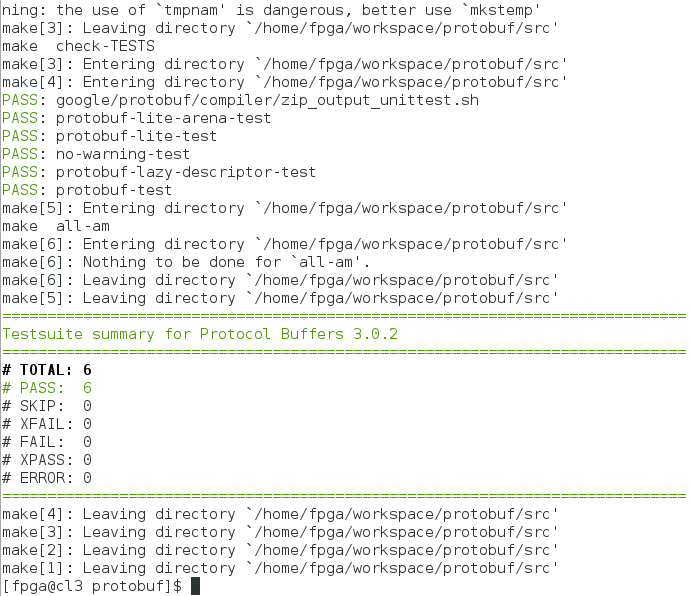 ning: the use of `tmpnam' is dangerous, better use `mkstemp'
make[3]: Leaving directory `/home/fpga/workspace/protobuf/src'
make  check-TESTS
make[3]: Entering directory `/home/fpga/workspace/protobuf/src'
make[4]: Entering directory `/home/fpga/workspace/protobuf/src'
PASS: google/protobuf/compiler/zip_output_unittest.sh
PASS: protobuf-lite-arena-test
PASS: protobuf-lite-test
PASS: no-warning-test
PASS: protobuf-lazy-descriptor-test
PASS: protobuf-test
make[5]: Entering directory `/home/fpga/workspace/protobuf/src'
make  all-am
make[6]: Entering directory `/home/fpga/workspace/protobuf/src'
make[6]: Nothing to be done for `all-am'.
make[6]: Leaving directory `/home/fpga/workspace/protobuf/src'
make[5]: Leaving directory `/home/fpga/workspace/protobuf/src'
============================================================================
Testsuite summary for Protocol Buffers 3.0.2
============================================================================
# TOTAL: 6
# PASS:  6
# SKIP:  0
# XFAIL: 0
# FAIL:  0
# XPASS: 0
# ERROR: 0
============================================================================
make[4]: Leaving directory `/home/fpga/workspace/protobuf/src'
make[3]: Leaving directory `/home/fpga/workspace/protobuf/src'
make[2]: Leaving directory `/home/fpga/workspace/protobuf/src'
make[1]: Leaving directory `/home/fpga/workspace/protobuf/src'
[fpga@cl3 protobuf]$